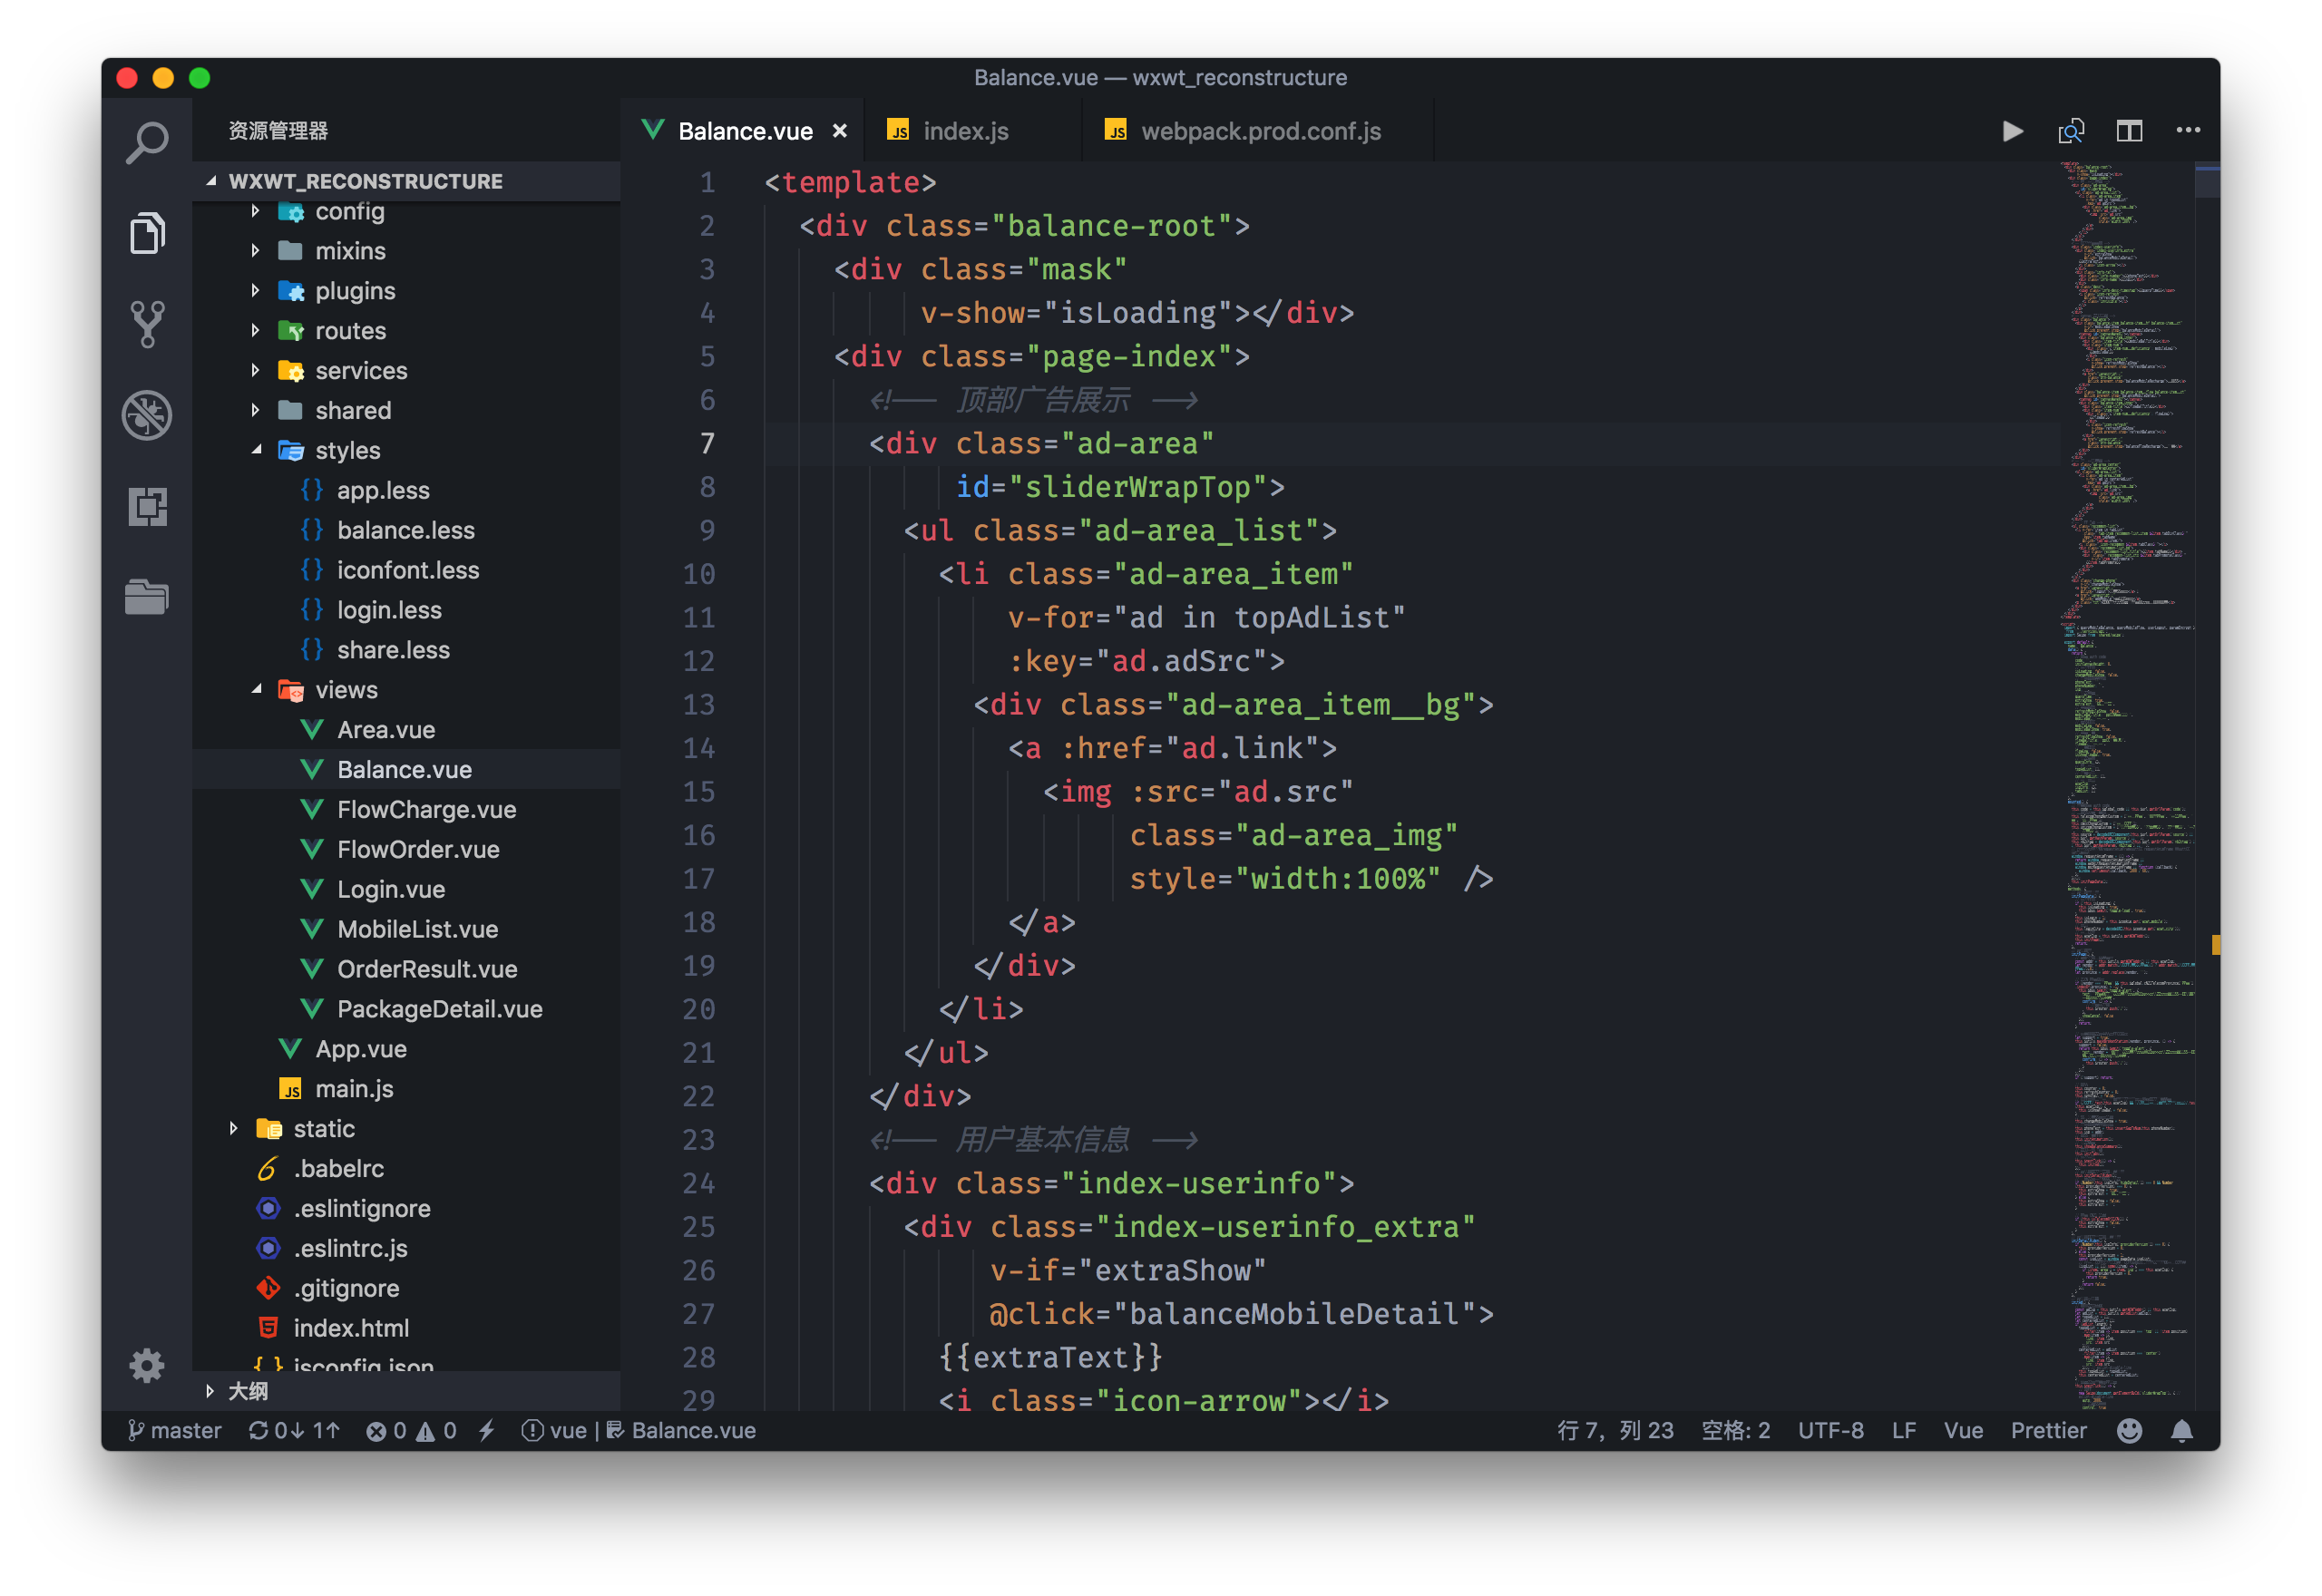 Balance.vue — wxwt_reconstructure
资源管理器
WXWT_RECONSTRUCTURE
config
mixins
plugins
routes
services
shared
styles
app.less
balance.less
iconfont.less
login.less
share.less
views
Area.vue
Balance.vue
FlowCharge.vue
FlowOrder.vue
Login.vue
MobileList.vue
OrderResult.vue
PackageDetail.vue
App.vue
main.js
static
.babelrc
.eslintignore
.eslintrc.js
.gitignore
index.html
jsconfig.json
大纲
Balance.vue × JS index.js JS webpack.prod.conf.js
1 <template>
2 <div class="balance-root">
3 <div class="mask"
4 v-show="isLoading"></div>
5 <div class="page-index">
6 <!-- 顶部广告展示 -->
7 <div class="ad-area"
8 id="sliderWrapTop">
9 <ul class="ad-area_list">
10 <li class="ad-area_item"
11 v-for="ad in topAdList"
12 :key="ad.adSrc">
13 <div class="ad-area_item__bg">
14 <a :href="ad.link">
15 <img :src="ad.src"
16 class="ad-area_img"
17 style="width:100%" />
18 </a>
19 </div>
20 </li>
21 </ul>
22 </div>
23 <!-- 用户基本信息 -->
24 <div class="index-userinfo">
25 <div class="index-userinfo_extra"
26 v-if="extraShow"
27 @click="balanceMobileDetail">
28 {{extraText}}
29 <i class="icon-arrow"></i>
master 0↓ 1↑ 0 0 vue | Balance.vue
行 7，列 23 空格: 2 UTF-8 LF Vue Prettier